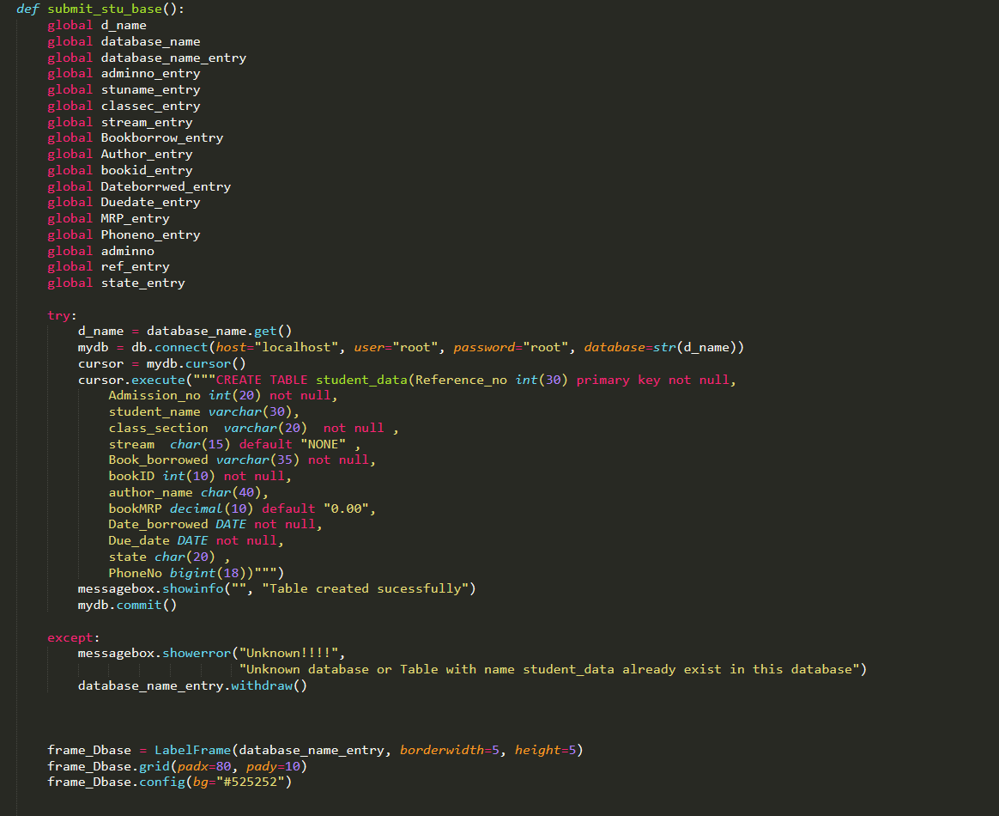 def submit_stu_base():
    global d_name
    global database_name
    global database_name_entry
    global adminno_entry
    global stuname_entry
    global classec_entry
    global stream_entry
    global Bookborrow_entry
    global Author_entry
    global bookid_entry
    global Dateborrwed_entry
    global Duedate_entry
    global MRP_entry
    global Phoneno_entry
    global adminno
    global ref_entry
    global state_entry

    try:
        d_name = database_name.get()
        mydb = db.connect(host="localhost", user="root", password="root", database=str(d_name))
        cursor = mydb.cursor()
        cursor.execute("""CREATE TABLE student_data(Reference_no int(30) primary key not null,
            Admission_no int(20) not null,
            student_name varchar(30),
            class_section  varchar(20)  not null ,
            stream  char(15) default "NONE" ,
            Book_borrowed varchar(35) not null,
            bookID int(10) not null,
            author_name char(40),
            bookMRP decimal(10) default "0.00",
            Date_borrowed DATE not null,
            Due_date DATE not null,
            state char(20) ,
            PhoneNo bigint(18))""")
        messagebox.showinfo("", "Table created sucessfully")
        mydb.commit()

    except:
        messagebox.showerror("Unknown!!!!",
                             "Unknown database or Table with name student_data already exist in this database")
        database_name_entry.withdraw()

    frame_Dbase = LabelFrame(database_name_entry, borderwidth=5, height=5)
    frame_Dbase.grid(padx=80, pady=10)
    frame_Dbase.config(bg="#525252")